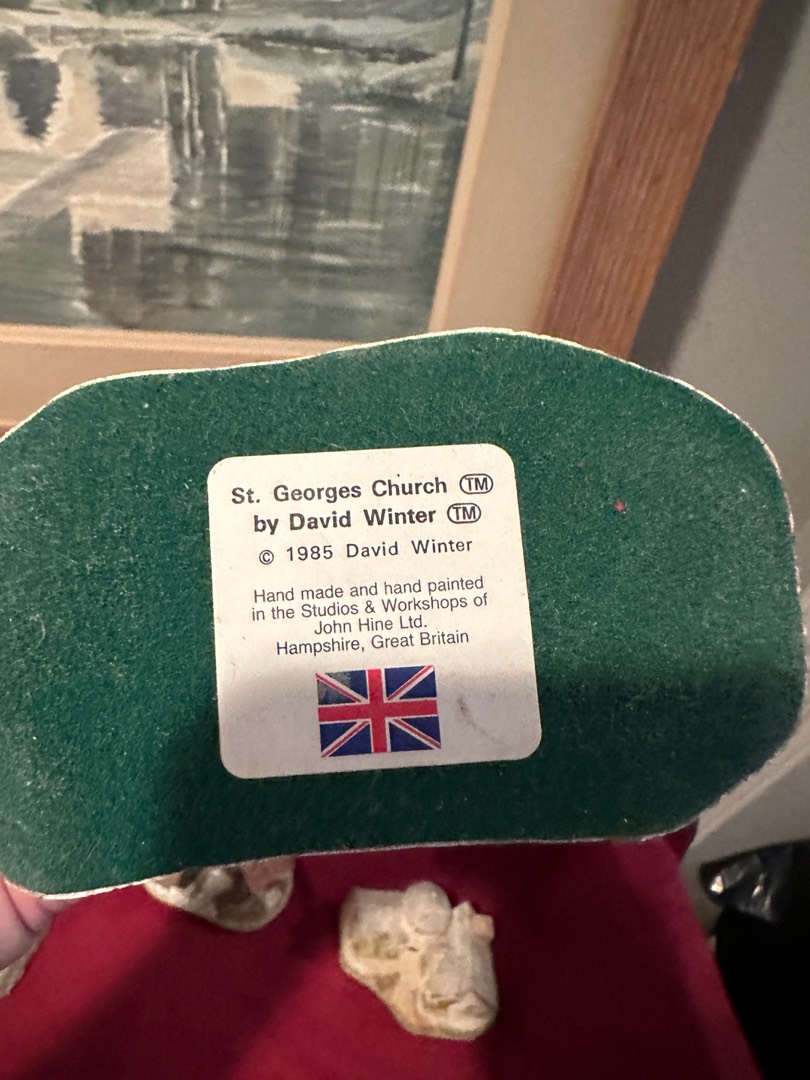 St. Georges Church ™
by David Winter ™
© 1985 David Winter
Hand made and hand painted
in the Studios & Workshops of
John Hine Ltd.
Hampshire, Great Britain